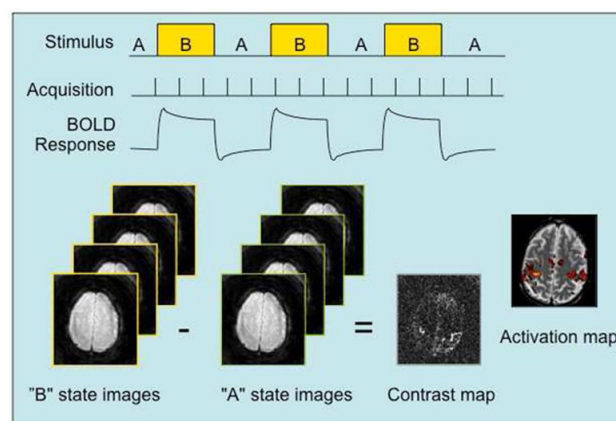 Stimulus A B A B A B A
Acquisition
BOLD
Response
- =
Activation map
"B" state images "A" state images Contrast map